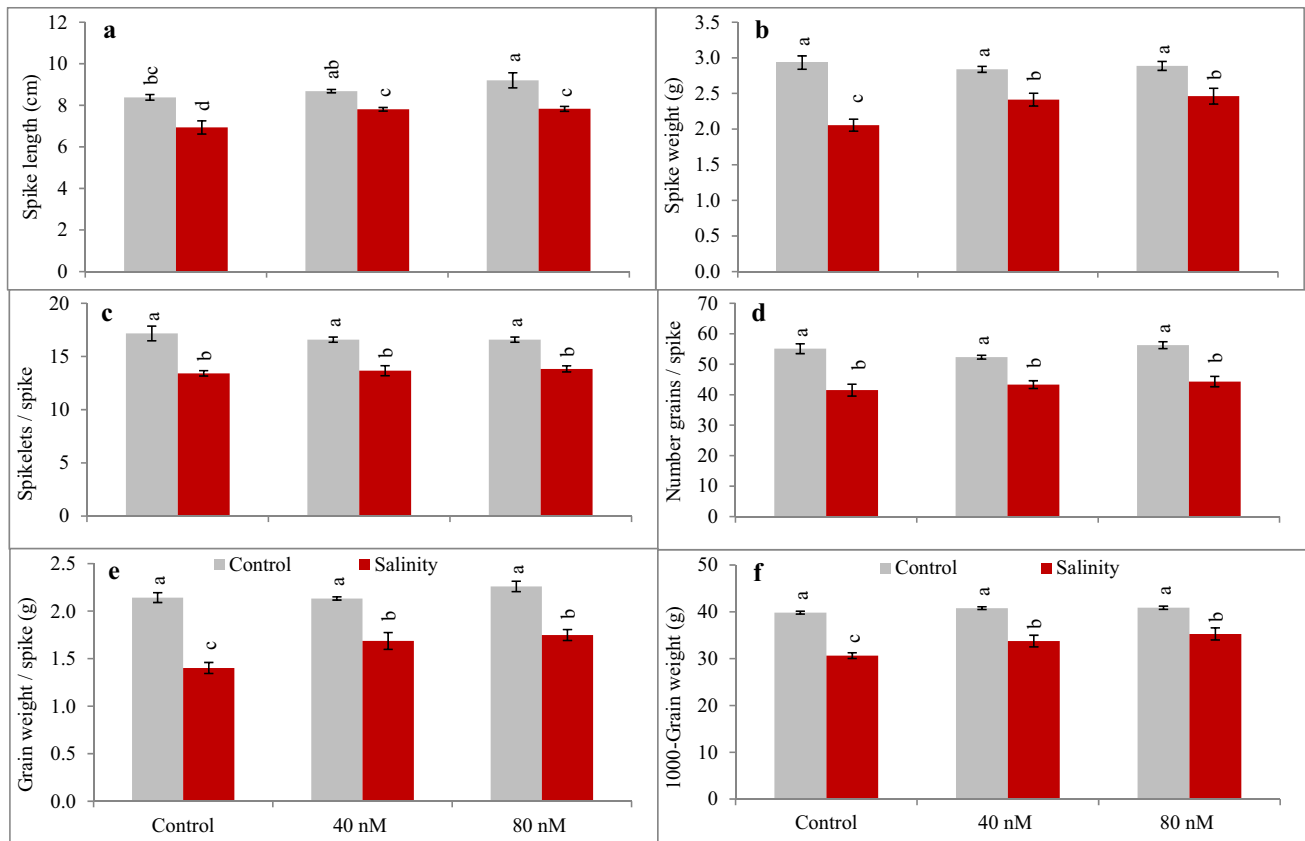 a
Spike length (cm)
12
10
8
6
4
2
0
bc
d
ab
c
a
c
b
Spike weight (g)
3.5
3.0
2.5
2.0
1.5
1.0
0.5
0.0
a
c
a
b
a
b
c
Spikelets / spike
20
15
10
5
0
a
b
a
b
a
b
d
Number grains / spike
70
60
50
40
30
20
10
0
a
b
a
b
a
b
e
Control Salinity
Grain weight / spike (g)
2.5
2.0
1.5
1.0
0.5
0.0
a
c
a
b
a
b
Control 40 nM 80 nM
f
Control Salinity
1000-Grain weight (g)
50
40
30
20
10
0
a
c
a
b
a
b
Control 40 nM 80 nM